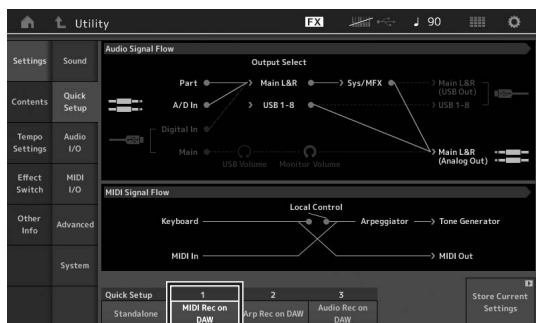 Utility
FX
90
Settings
Sound
Contents
Quick Setup
Tempo Settings
Audio I/O
Effect Switch
MIDI I/O
Other Info
Advanced
System
Audio Signal Flow
Output Select
Part
Main L&R
Sys/MFX
Main L&R (USB Out)
A/D In
USB 1-8
USB 1-8
Digital In
Main
USB Volume
Monitor Volume
Main L&R (Analog Out)
MIDI Signal Flow
Local Control
Keyboard
Arpeggiator
Tone Generator
MIDI In
MIDI Out
Quick Setup
1
2
3
Standalone
MIDI Rec on DAW
Arp Rec on DAW
Audio Rec on DAW
Store Current Settings